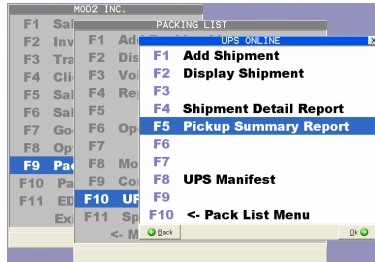 MOD2 INC.
F1 Sal
F2 Inv
F3 Tra
F4 Cli
F5 Sal
F6 Sal
F7 Go
F8 Op
F9 Pac
F10 Pa
F11 ED
Exi
PACKING LIST
F1 Add
F2 Dis
F3 Voi
F4 Re
F5
F6 Op
F7
F8 Mo
F9 Co
F10 UP
F11 Sp
<- M
UPS ONLINE
F1 Add Shipment
F2 Display Shipment
F3
F4 Shipment Detail Report
F5 Pickup Summary Report
F6
F7
F8 UPS Manifest
F9
F10 <- Pack List Menu
Back Ok